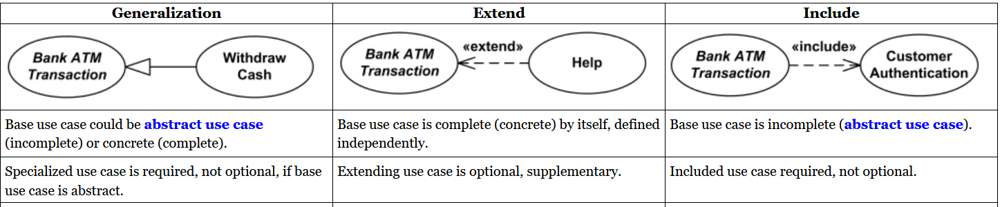 Generalization
Extend
Include
Bank ATM
Transaction
Withdraw
Cash
Bank ATM
Transaction
«extend»
Help
Bank ATM
Transaction
«include»
Customer
Authentication
Base use case could be abstract use case
(incomplete) or concrete (complete).
Base use case is complete (concrete) by itself, defined
independently.
Base use case is incomplete (abstract use case).
Specialized use case is required, not optional, if base
use case is abstract.
Extending use case is optional, supplementary.
Included use case required, not optional.